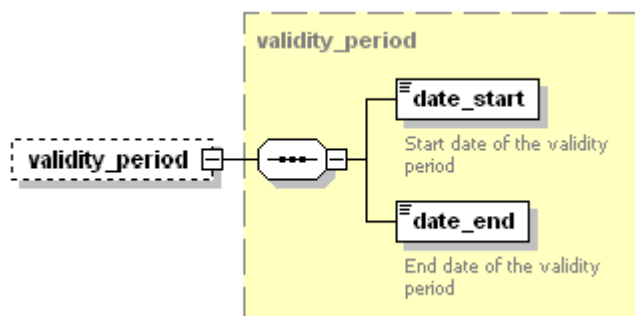 validity_period
date_start
Start date of the validity
period
validity_period
date_end
End date of the validity
period